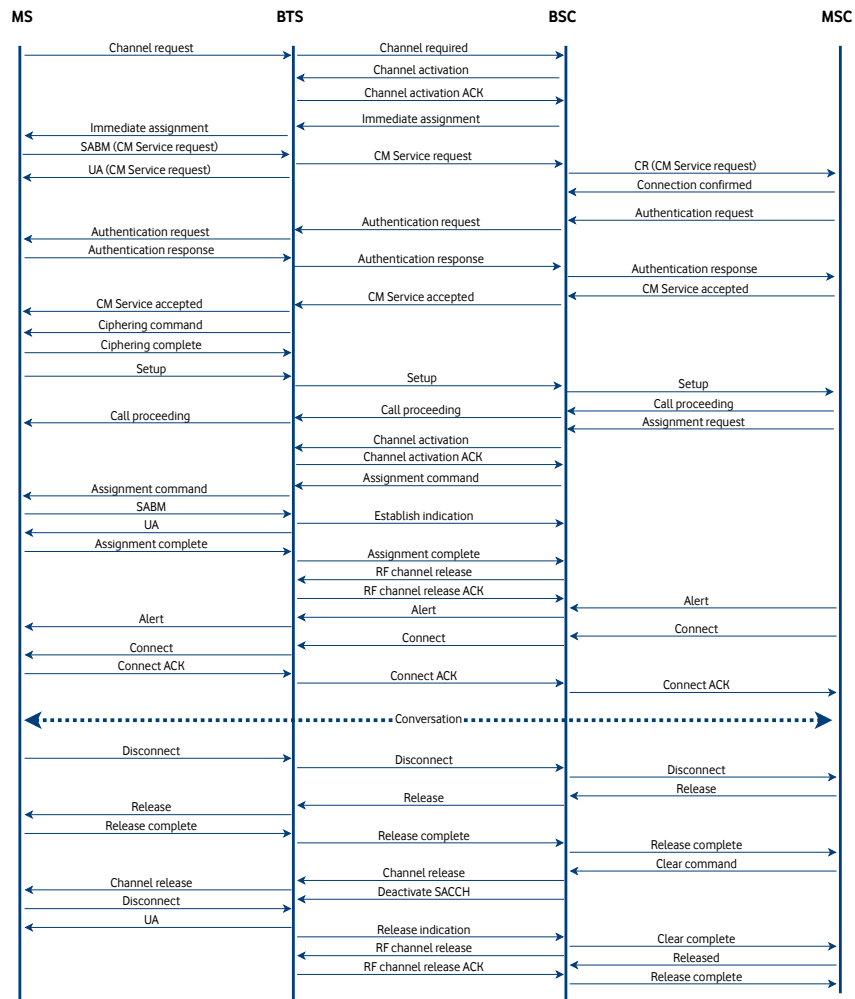 MS BTS BSC MSC
Channel request Channel required
Channel activation
Channel activation ACK
Immediate assignment Immediate assignment
SABM (CM Service request)
CM Service request
UA (CM Service request) CR (CM Service request)
Connection confirmed
Authentication request
Authentication request
Authentication request
Authentication response
Authentication response
Authentication response
CM Service accepted
CM Service accepted CM Service accepted
Ciphering command
Ciphering complete
Setup
Setup
Setup
Call proceeding
Call proceeding Call proceeding
Assignment request
Channel activation
Channel activation ACK
Assignment command
Assignment command
SABM
Establish indication
UA
Assignment complete
Assignment complete
RF channel release
RF channel release ACK
Alert
Alert
Alert
Connect
Connect
Connect
Connect ACK
Connect ACK
Connect ACK
Conversation
Disconnect
Disconnect
Disconnect
Release
Release
Release
Release complete
Release complete
Release complete
Clear command
Channel release
Channel release
Deactivate SACCH
Disconnect
UA
Release indication
Clear complete
RF channel release
Released
RF channel release ACK
Release complete